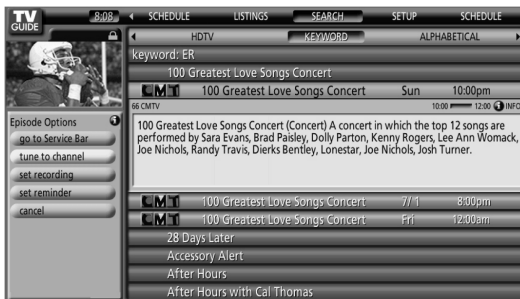 TV GUIDE
8:08
SCHEDULE LISTINGS SEARCH SETUP SCHEDULE
HDTV KEYWORD ALPHABETICAL
keyword: ER
100 Greatest Love Songs Concert
CMT 100 Greatest Love Songs Concert Sun 10:00pm
66 CMTV 10:00 12:00 i INFO
100 Greatest Love Songs Concert (Concert) A concert in which the top 12 songs are
performed by Sara Evans, Brad Paisley, Dolly Parton, Kenny Rogers, Lee Ann Womack,
Joe Nichols, Randy Travis, Dierks Bentley, Lonestar, Joe Nichols, Josh Turner.
Episode Options i
go to Service Bar
tune to channel
set recording
set reminder
cancel
CMT 100 Greatest Love Songs Concert 7/ 1 8:00pm
CMT 100 Greatest Love Songs Concert Fri 12:00am
28 Days Later
Accessory Alert
After Hours
After Hours with Cal Thomas